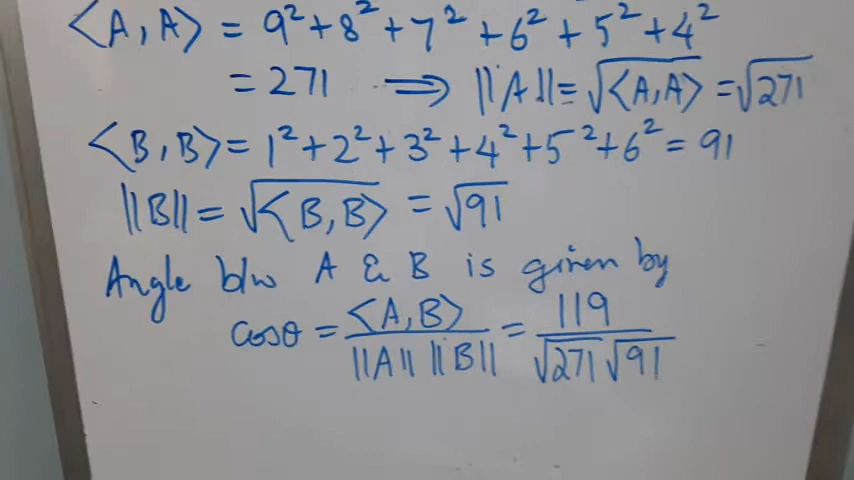 ⟨A, A⟩ = 9² + 8² + 7² + 6² + 5² + 4²
= 271 ⟹ ||A|| = √⟨A, A⟩ = √271
⟨B, B⟩ = 1² + 2² + 3² + 4² + 5² + 6² = 91
||B|| = √⟨B, B⟩ = √91
Angle b/w A & B is given by
cosθ = ⟨A, B⟩ / ||A|| ||B|| = 119 / √271 √91